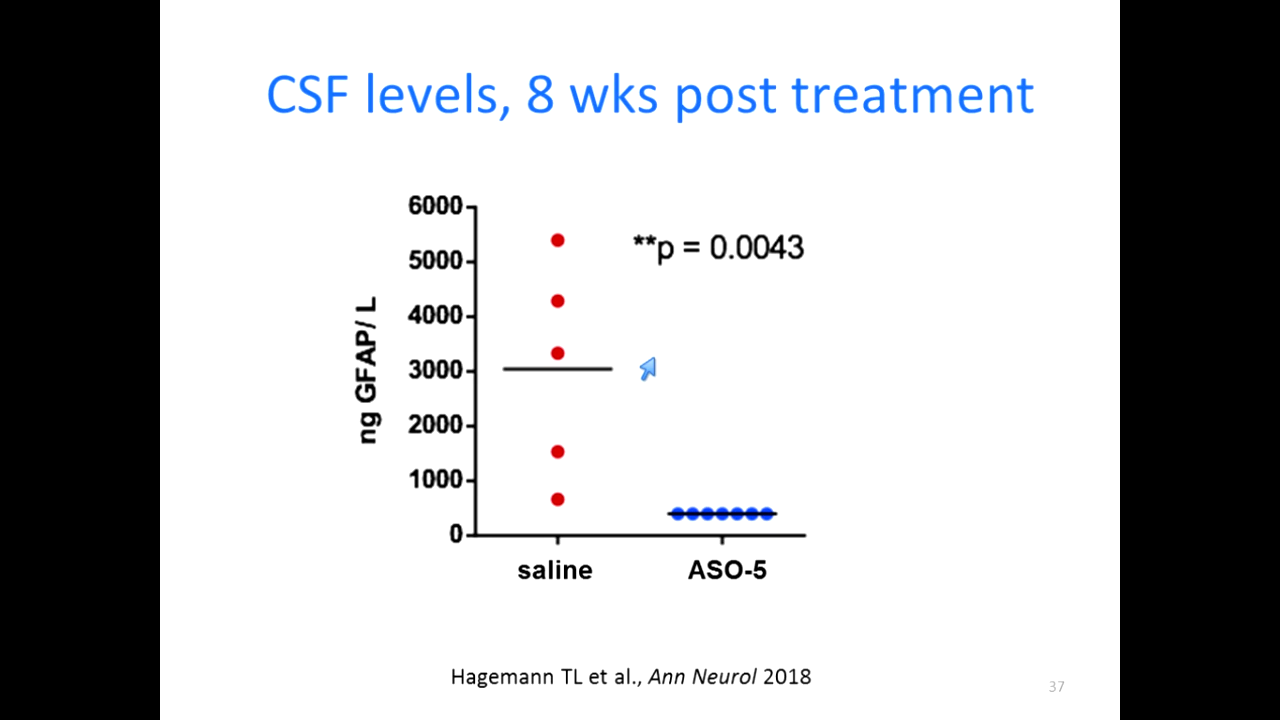 CSF levels, 8 wks post treatment
6000
5000
4000
3000
2000
1000
0
ng GFAP/ L
**p = 0.0043
saline
ASO-5
Hagemann TL et al., Ann Neurol 2018
37